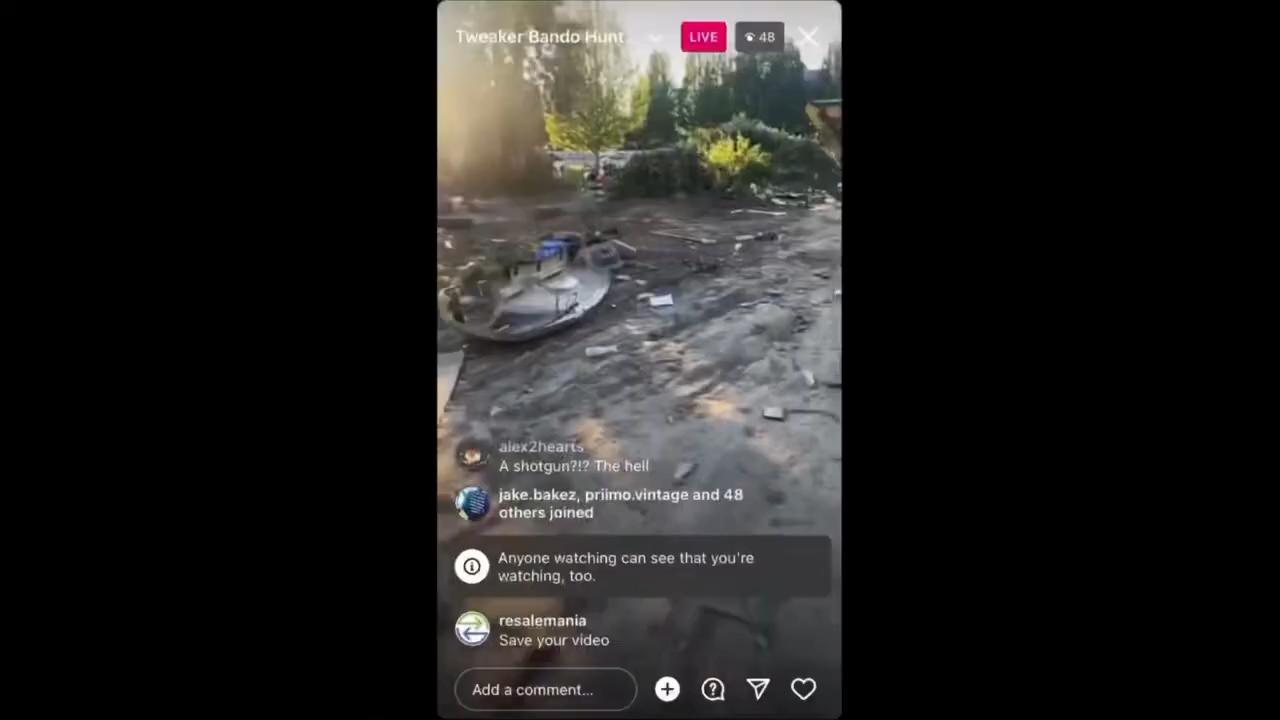 Tweaker Bando Hunt
LIVE
48
alex2hearts
A shotgun?!? The hell
jake.bakez, priimo.vintage and 48
others joined
Anyone watching can see that you're
watching, too.
resalemania
Save your video
Add a comment...